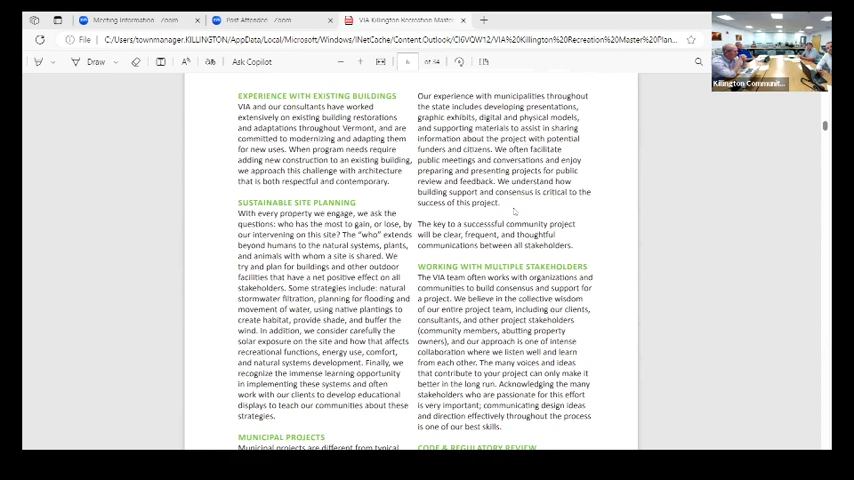 Meeting Information - Zoom
Post Attendee - Zoom
VIA Killington Recreation Master
File
C:/Users/townmanager.KILLINGTON/AppData/Local/Microsoft/Windows/INetCache/Content.Outlook/CI6VQW12/VIA%20Killington%20Recreation%20Master%20Plan...
Draw
Ask Copilot
6 of 34
Killington Communit...
EXPERIENCE WITH EXISTING BUILDINGS
VIA and our consultants have worked
extensively on existing building restorations
and adaptations throughout Vermont, and are
committed to modernizing and adapting them
for new uses. When program needs require
adding new construction to an existing building,
we approach this challenge with architecture
that is both respectful and contemporary.
SUSTAINABLE SITE PLANNING
With every property we engage, we ask the
questions: who has the most to gain, or lose, by
our intervening on this site? The "who" extends
beyond humans to the natural systems, plants,
and animals with whom a site is shared. We
try and plan for buildings and other outdoor
facilities that have a net positive effect on all
stakeholders. Some strategies include: natural
stormwater filtration, planning for flooding and
movement of water, using native plantings to
create habitat, provide shade, and buffer the
wind. In addition, we consider carefully the
solar exposure on the site and how that affects
recreational functions, energy use, comfort,
and natural systems development. Finally, we
recognize the immense learning opportunity
in implementing these systems and often
work with our clients to develop educational
displays to teach our communities about these
strategies.
MUNICIPAL PROJECTS
Municipal projects are different from typical
Our experience with municipalities throughout
the state includes developing presentations,
graphic exhibits, digital and physical models,
and supporting materials to assist in sharing
information about the project with potential
funders and citizens. We often facilitate
public meetings and conversations and enjoy
preparing and presenting projects for public
review and feedback. We understand how
building support and consensus is critical to the
success of this project.
The key to a successsful community project
will be clear, frequent, and thoughtful
communications between all stakeholders.
WORKING WITH MULTIPLE STAKEHOLDERS
The VIA team often works with organizations and
communities to build consensus and support for
a project. We believe in the collective wisdom
of our entire project team, including our clients,
consultants, and other project stakeholders
(community members, abutting property
owners), and our approach is one of intense
collaboration where we listen well and learn
from each other. The many voices and ideas
that contribute to your project can only make it
better in the long run. Acknowledging the many
stakeholders who are passionate for this effort
is very important; communicating design ideas
and direction effectively throughout the process
is one of our best skills.
CODE & REGULATORY REVIEW